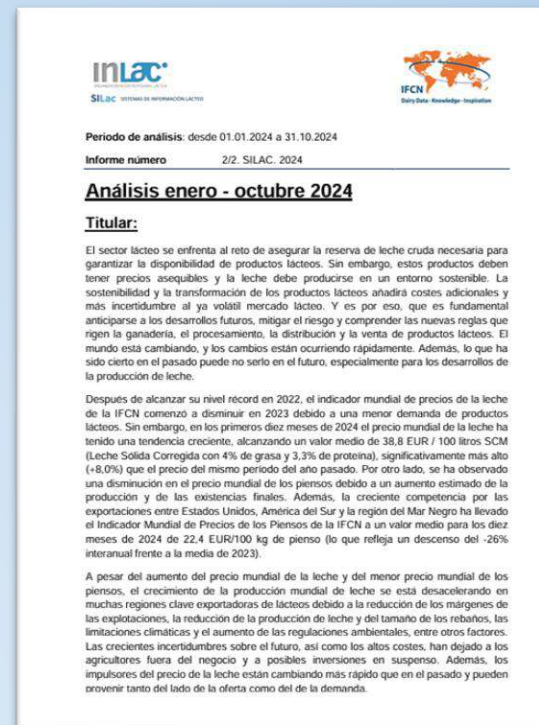 INLAC
SILac SISTEMAS DE INFORMACIÓN LÁCTEO
IFCN
Dairy Data - Knowledge - Inspiration
Periodo de análisis: desde 01.01.2024 a 31.10.2024
Informe número 2/2. SILAC. 2024
Análisis enero - octubre 2024
Titular:
El sector lácteo se enfrenta al reto de asegurar la reserva de leche cruda necesaria para
garantizar la disponibilidad de productos lácteos. Sin embargo, estos productos deben
tener precios asequibles y la leche debe producirse en un entorno sostenible. La
sostenibilidad y la transformación de los productos lácteos añadirá costes adicionales y
más incertidumbre al ya volátil mercado lácteo. Y es por eso, que es fundamental
anticiparse a los desarrollos futuros, mitigar el riesgo y comprender las nuevas reglas que
rigen la ganadería, el procesamiento, la distribución y la venta de productos lácteos. El
mundo está cambiando, y los cambios están ocurriendo rápidamente. Además, lo que ha
sido cierto en el pasado puede no serlo en el futuro, especialmente para los desarrollos de
la producción de leche.
Después de alcanzar su nivel récord en 2022, el indicador mundial de precios de la leche
de la IFCN comenzó a disminuir en 2023 debido a una menor demanda de productos
lácteos. Sin embargo, en los primeros diez meses de 2024 el precio mundial de la leche ha
tenido una tendencia creciente, alcanzando un valor medio de 38,8 EUR / 100 litros SCM
(Leche Sólida Corregida con 4% de grasa y 3,3% de proteína), significativamente más alto
(+8,0%) que el precio del mismo período del año pasado. Por otro lado, se ha observado
una disminución en el precio mundial de los piensos debido a un aumento estimado de la
producción y de las existencias finales. Además, la creciente competencia por las
exportaciones entre Estados Unidos, América del Sur y la región del Mar Negro ha llevado
el Indicador Mundial de Precios de los Piensos de la IFCN a un valor medio para los diez
meses de 2024 de 22,4 EUR/100 kg de pienso (lo que refleja un descenso del -26%
interanual frente a la media de 2023).
A pesar del aumento del precio mundial de la leche y del menor precio mundial de los
piensos, el crecimiento de la producción mundial de leche se está desacelerando en
muchas regiones clave exportadoras de lácteos debido a la reducción de los márgenes de
las explotaciones, la reducción de la producción de leche y del tamaño de los rebaños, las
limitaciones climáticas y el aumento de las regulaciones ambientales, entre otros factores.
Las crecientes incertidumbres sobre el futuro, así como los altos costes, han dejado a los
agricultores fuera del negocio y a posibles inversiones en suspenso. Además, los
impulsores del precio de la leche están cambiando más rápido que en el pasado y pueden
provenir tanto del lado de la oferta como del de la demanda.